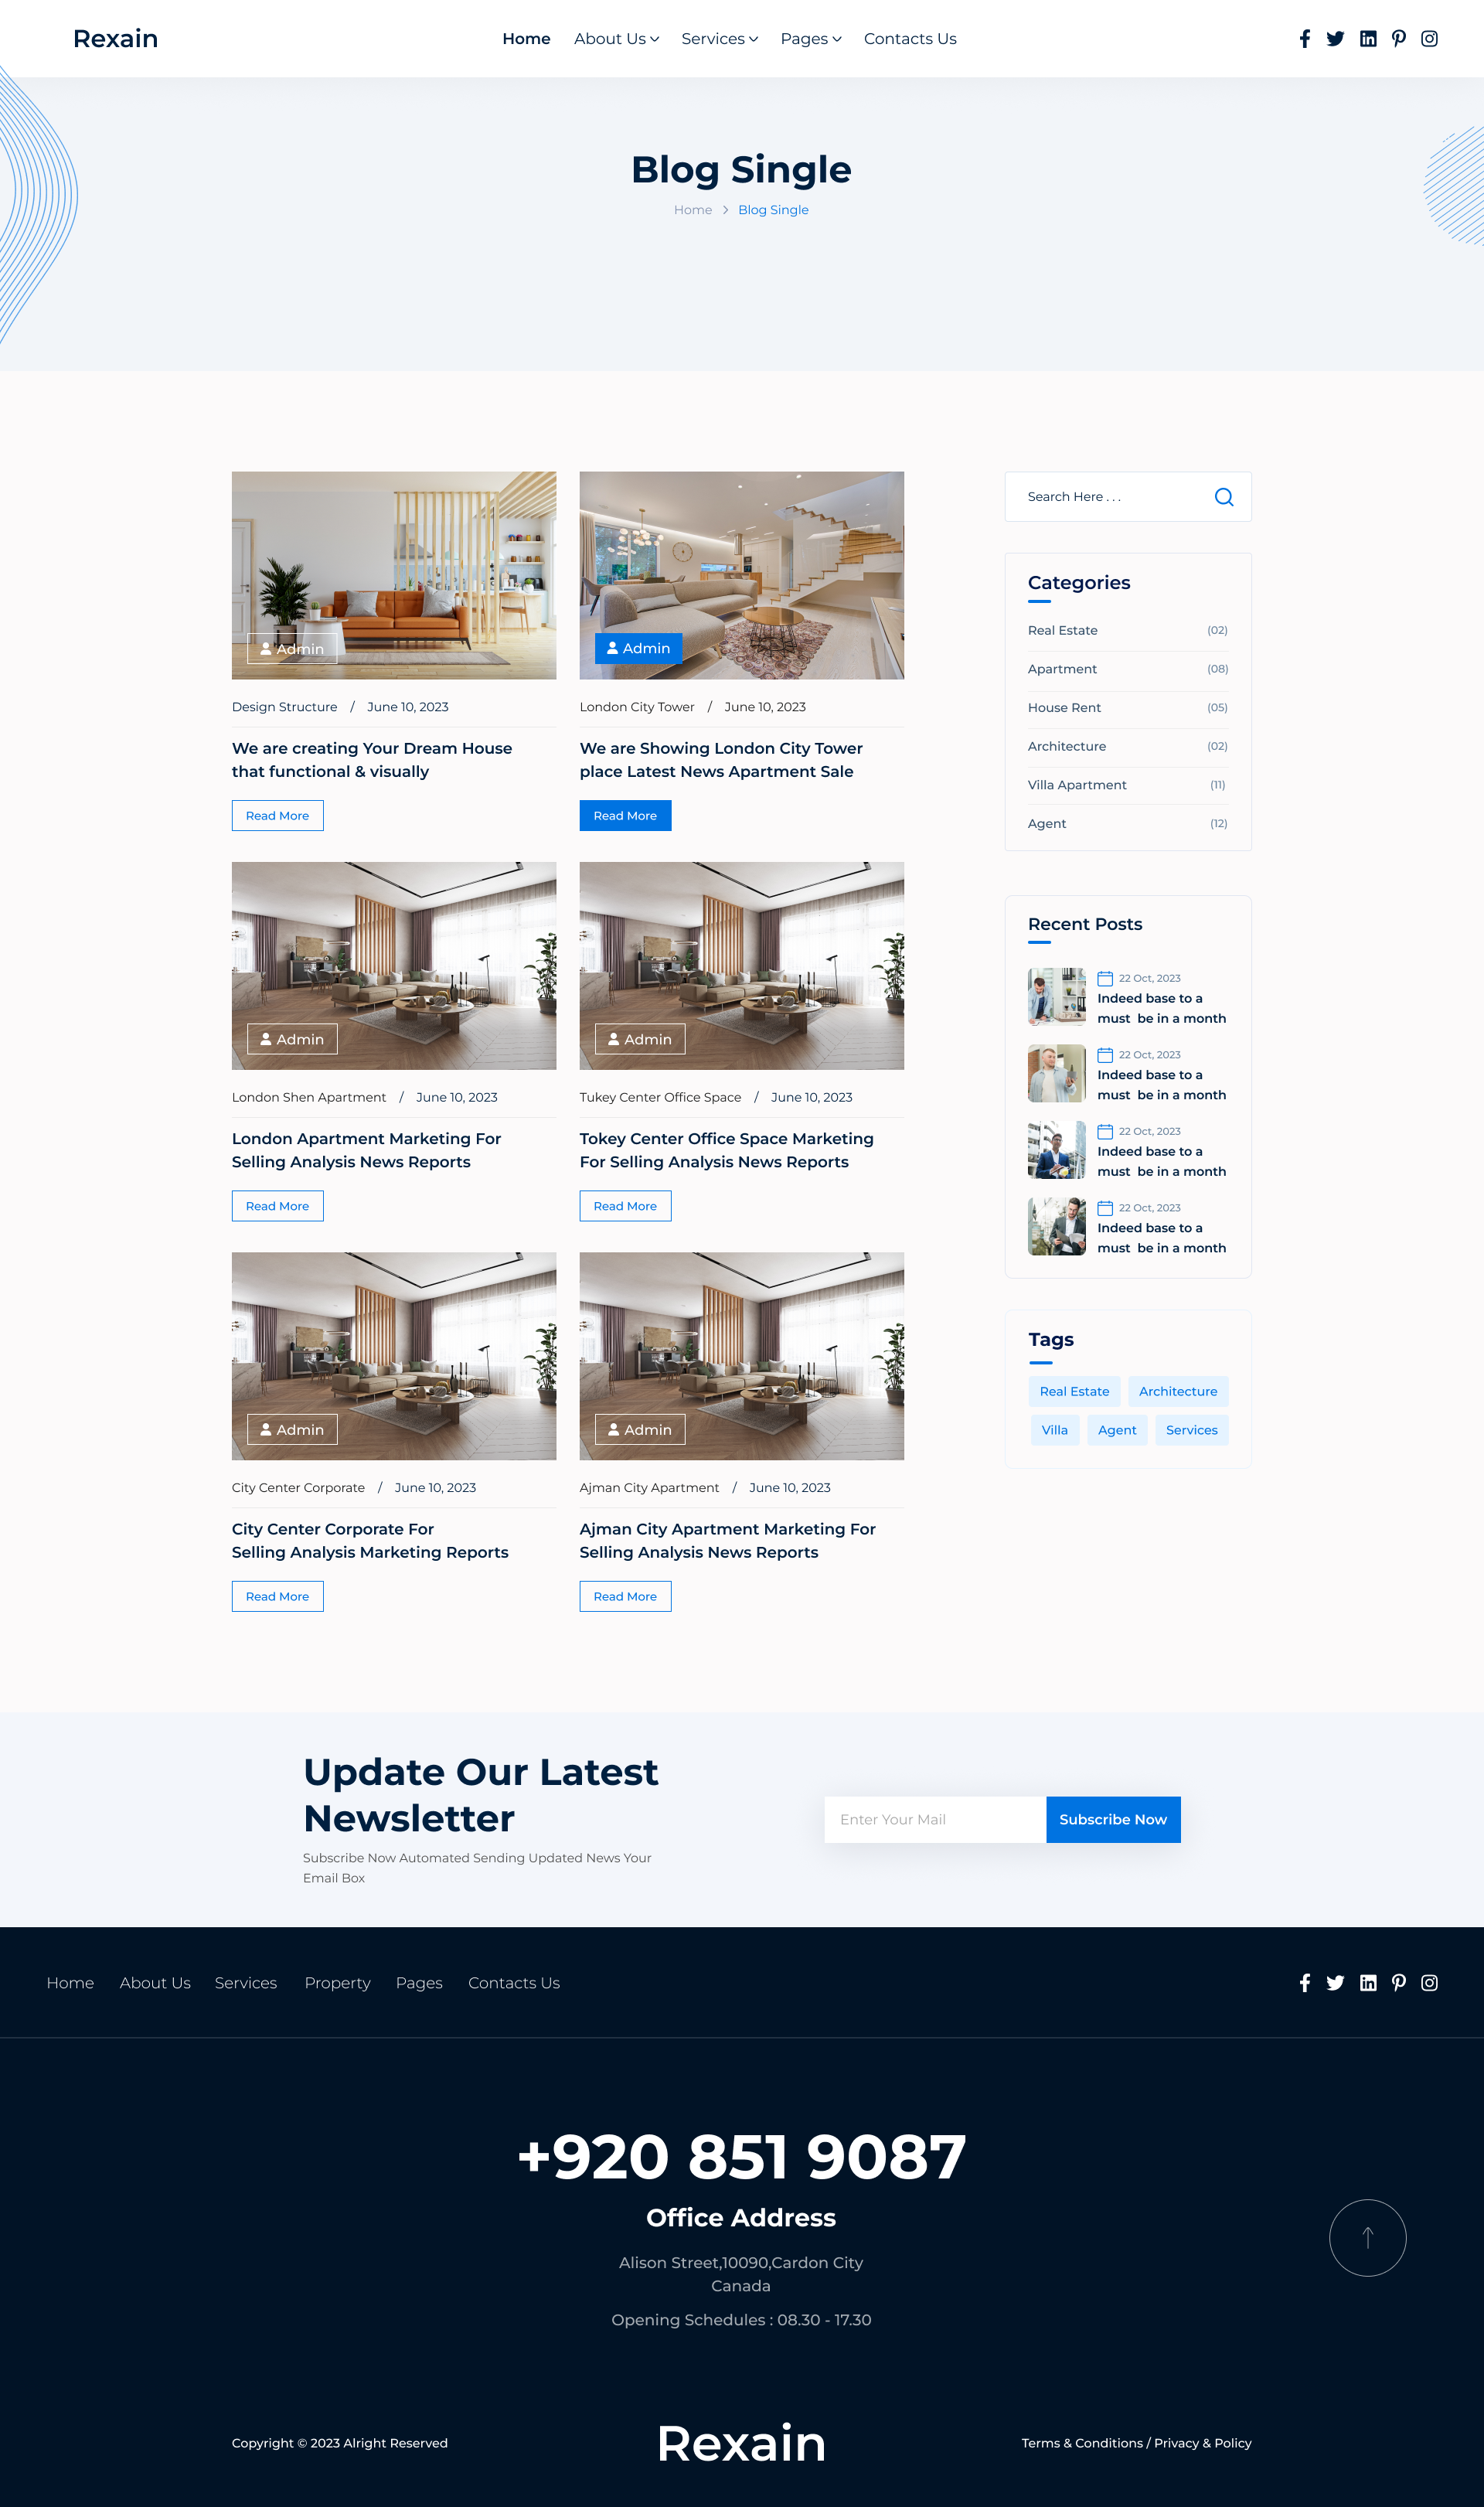 Rexain
Home About Us Services Pages Contacts Us
Blog Single
Home Blog Single
Admin
Design Structure / June 10, 2023
We are creating Your Dream House
that functional & visually
Read More
Admin
London City Tower / June 10, 2023
We are Showing London City Tower
place Latest News Apartment Sale
Read More
Admin
London Shen Apartment / June 10, 2023
London Apartment Marketing For
Selling Analysis News Reports
Read More
Admin
Tukey Center Office Space / June 10, 2023
Tokey Center Office Space Marketing
For Selling Analysis News Reports
Read More
Admin
City Center Corporate / June 10, 2023
City Center Corporate For
Selling Analysis Marketing Reports
Read More
Admin
Ajman City Apartment / June 10, 2023
Ajman City Apartment Marketing For
Selling Analysis News Reports
Read More
Search Here . . .
Categories
Real Estate (02)
Apartment (08)
House Rent (05)
Architecture (02)
Villa Apartment (11)
Agent (12)
Recent Posts
22 Oct, 2023
Indeed base to a
must be in a month
22 Oct, 2023
Indeed base to a
must be in a month
22 Oct, 2023
Indeed base to a
must be in a month
22 Oct, 2023
Indeed base to a
must be in a month
Tags
Real Estate Architecture
Villa Agent Services
Update Our Latest
Newsletter
Subscribe Now Automated Sending Updated News Your
Email Box
Enter Your Mail Subscribe Now
Home About Us Services Property Pages Contacts Us
+920 851 9087
Office Address
Alison Street,10090,Cardon City
Canada
Opening Schedules : 08.30 - 17.30
Copyright © 2023 Alright Reserved
Rexain
Terms & Conditions / Privacy & Policy